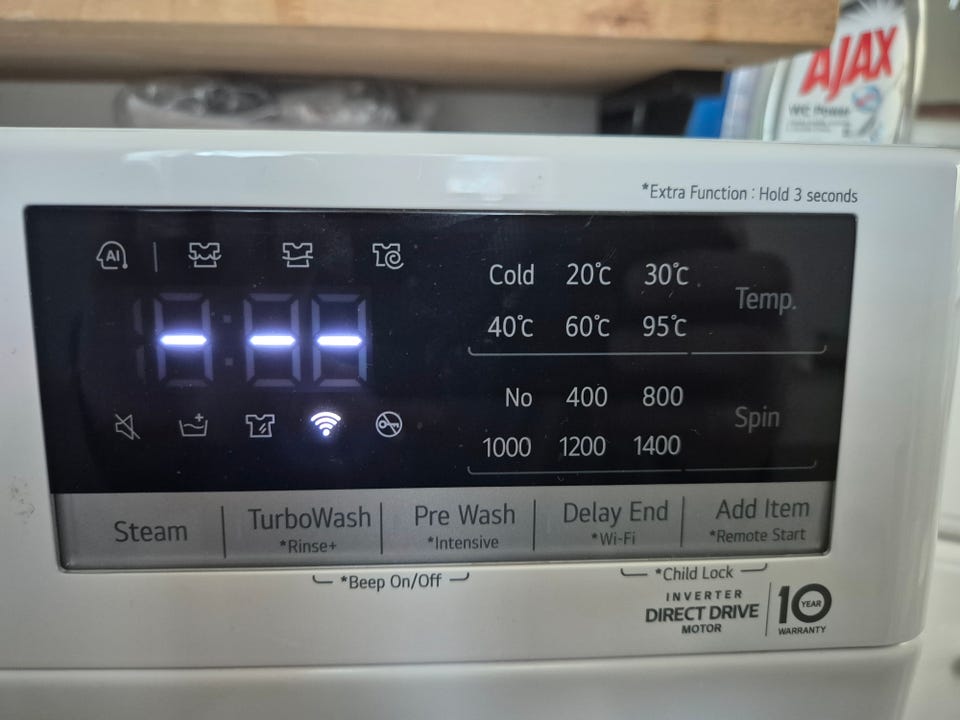 AJAX
WC Power
*Extra Function : Hold 3 seconds
AI
Cold 20℃ 30℃
Temp.
40℃ 60℃ 95℃
No 400 800
Spin
1000 1200 1400
Steam
TurboWash
*Rinse+
Pre Wash
*Intensive
Delay End
*Wi-Fi
Add Item
*Remote Start
*Beep On/Off
*Child Lock
INVERTER
DIRECT DRIVE
MOTOR
10
YEAR
WARRANTY